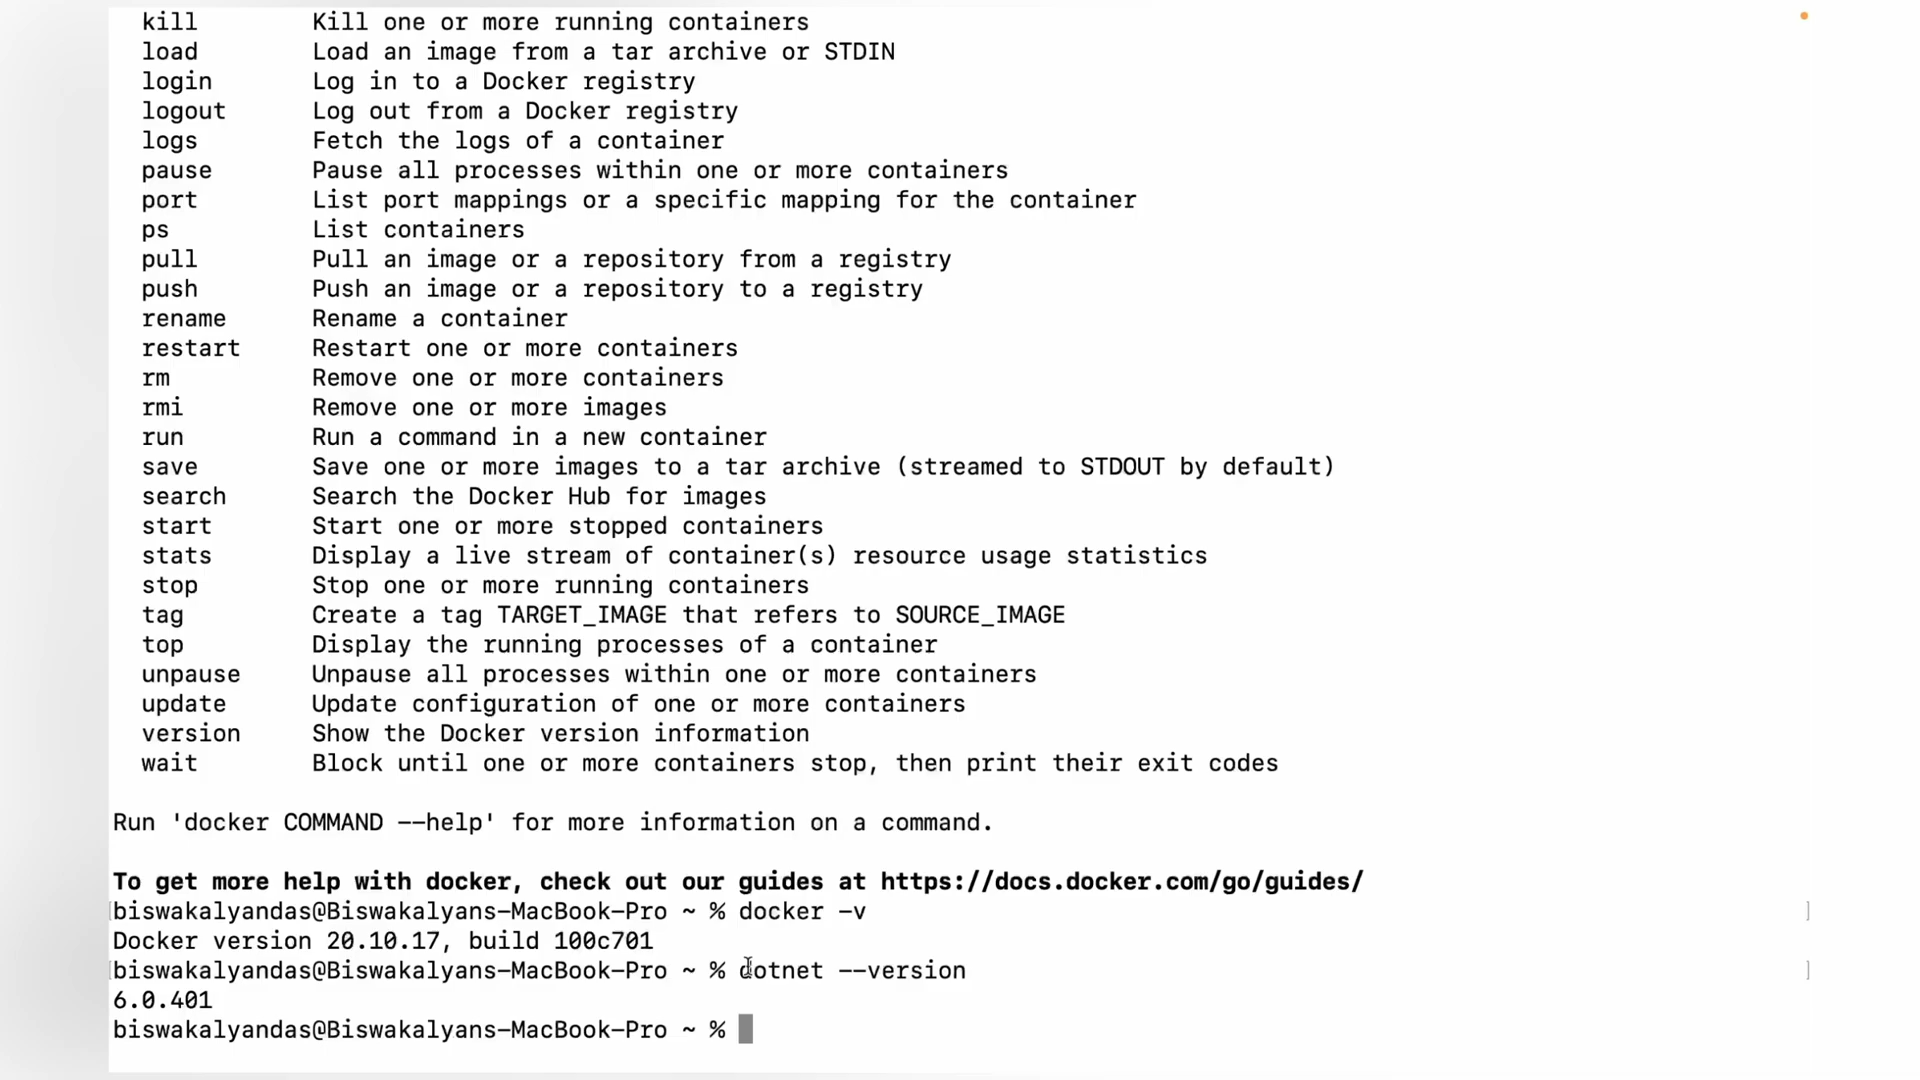 kill Kill one or more running containers
load Load an image from a tar archive or STDIN
login Log in to a Docker registry
logout Log out from a Docker registry
logs Fetch the logs of a container
pause Pause all processes within one or more containers
port List port mappings or a specific mapping for the container
ps List containers
pull Pull an image or a repository from a registry
push Push an image or a repository to a registry
rename Rename a container
restart Restart one or more containers
rm Remove one or more containers
rmi Remove one or more images
run Run a command in a new container
save Save one or more images to a tar archive (streamed to STDOUT by default)
search Search the Docker Hub for images
start Start one or more stopped containers
stats Display a live stream of container(s) resource usage statistics
stop Stop one or more running containers
tag Create a tag TARGET_IMAGE that refers to SOURCE_IMAGE
top Display the running processes of a container
unpause Unpause all processes within one or more containers
update Update configuration of one or more containers
version Show the Docker version information
wait Block until one or more containers stop, then print their exit codes
Run 'docker COMMAND --help' for more information on a command.
To get more help with docker, check out our guides at https://docs.docker.com/go/guides/
[biswakalyandas@Biswakalyans-MacBook-Pro ~ % docker -v ]
Docker version 20.10.17, build 100c701
[biswakalyandas@Biswakalyans-MacBook-Pro ~ % dotnet --version ]
6.0.401
biswakalyandas@Biswakalyans-MacBook-Pro ~ %